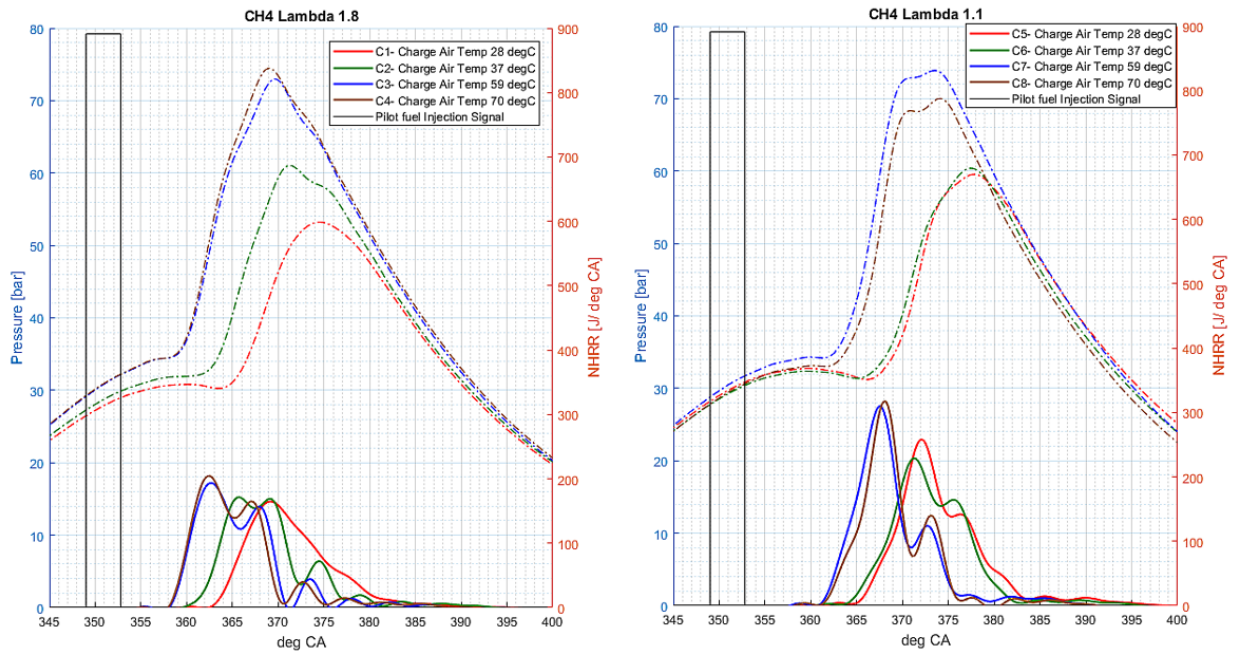 CH4 Lambda 1.8
80
70
60
50
40
30
20
10
0
Pressure [bar]
900
800
700
600
500
400
300
200
100
0
NHRR [J/ deg CA]
C1- Charge Air Temp 28 degC
C2- Charge Air Temp 37 degC
C3- Charge Air Temp 59 degC
C4- Charge Air Temp 70 degC
Pilot fuel Injection Signal
345 350 355 360 365 370 375 380 385 390 395 400
deg CA
CH4 Lambda 1.1
80
70
60
50
40
30
20
10
0
Pressure [bar]
900
800
700
600
500
400
300
200
100
0
NHRR [J/ deg CA]
C5- Charge Air Temp 28 degC
C6- Charge Air Temp 37 degC
C7- Charge Air Temp 59 degC
C8- Charge Air Temp 70 degC
Pilot fuel Injection Signal
345 350 355 360 365 370 375 380 385 390 395 400
deg CA